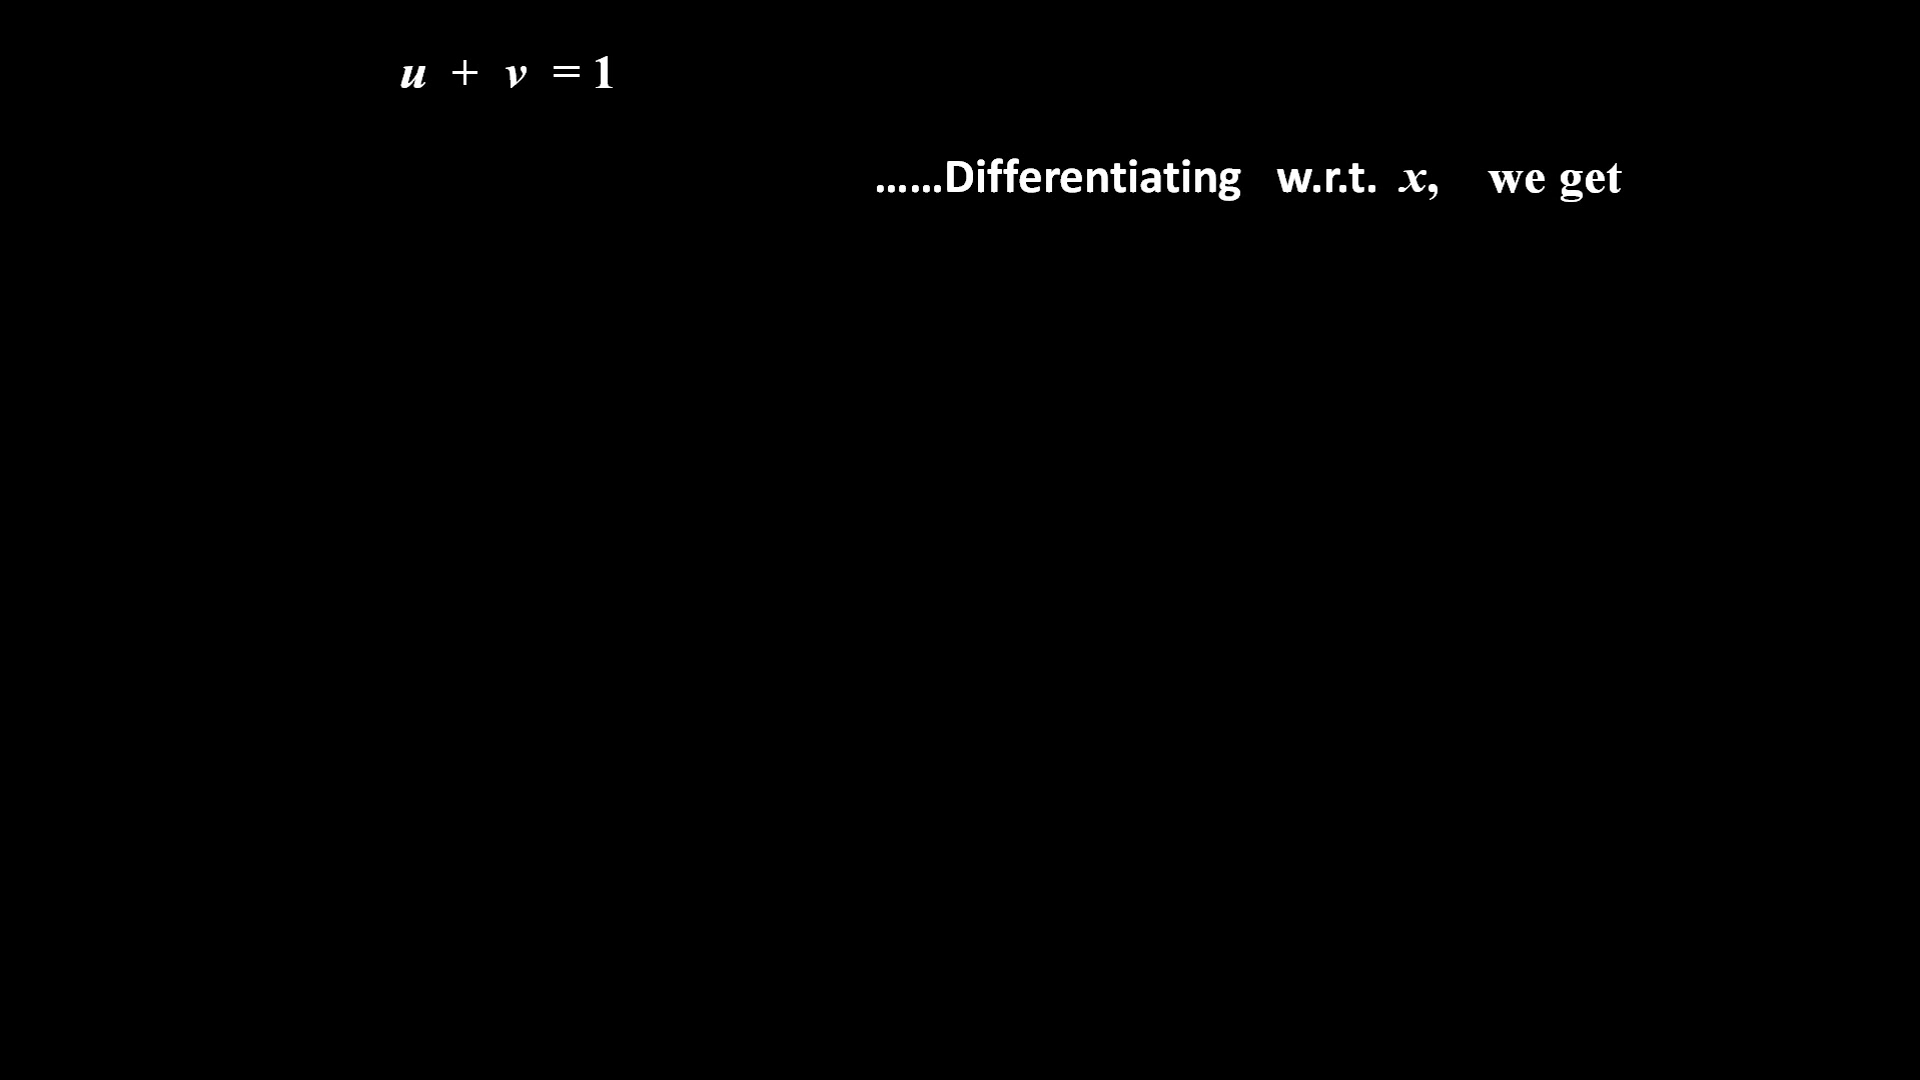 u + v = 1
......Differentiating w.r.t. x, we get